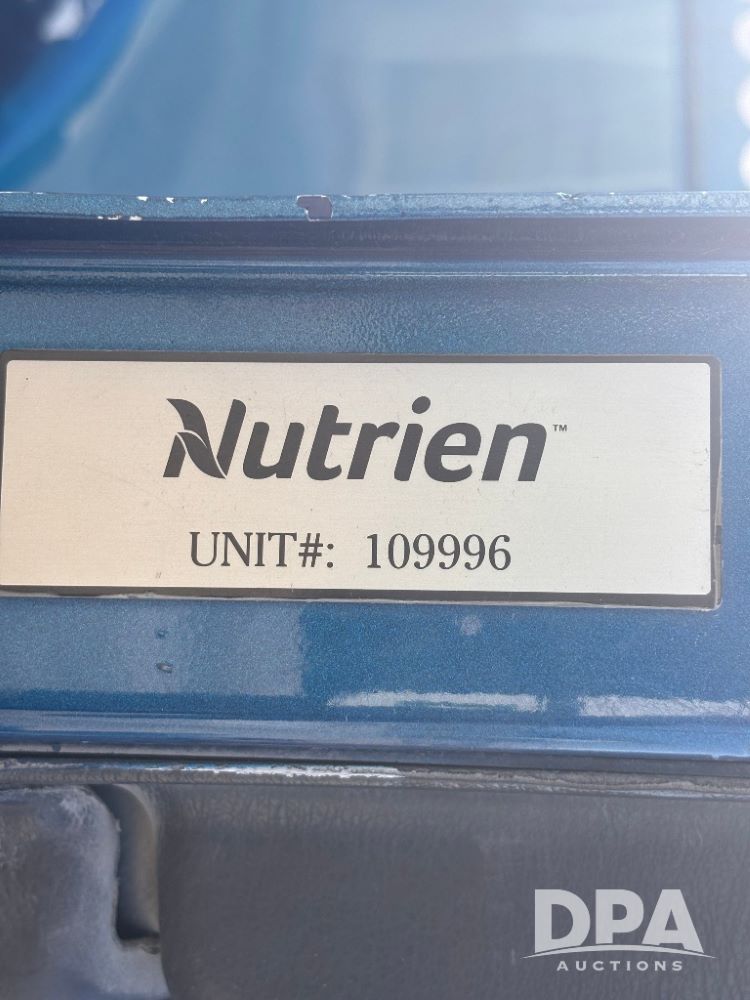 Nutrien™
UNIT#: 109996
DPA
AUCTIONS